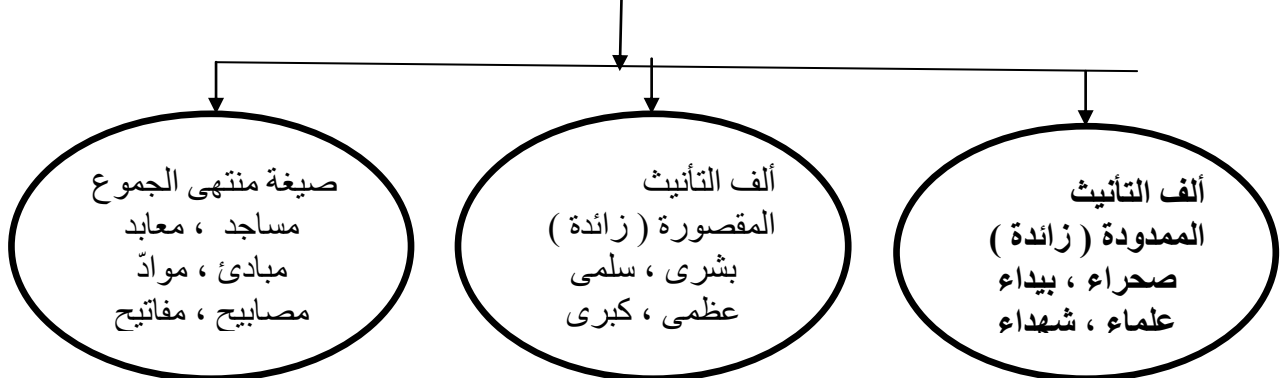 ألف التأنيث
الممدودة ( زائدة )
صحراء ، بيداء
علماء ، شهداء
ألف التأنيث
المقصورة ( زائدة )
بشرى ، سلمى
عظمى ، كبرى
صيغة منتهى الجموع
مساجد ، معابد
مبادئ ، موادّ
مصابيح ، مفاتيح